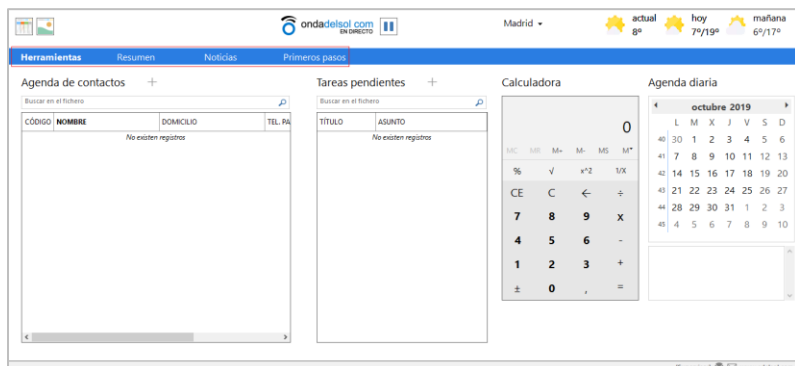 ondadelsol.com
EN DIRECTO
Madrid
actual
8º
hoy
7º/19º
mañana
6º/17º
Herramientas Resumen Noticias Primeros pasos
Agenda de contactos +
Buscar en el fichero
CÓDIGO NOMBRE DOMICILIO TEL. PA
No existen registros
Tareas pendientes +
Buscar en el fichero
TÍTULO ASUNTO
No existen registros
Calculadora
0
MC MR M+ M- MS M
% √ x^2 1/X
CE C ← ÷
7 8 9 x
4 5 6 -
1 2 3 +
± 0 , =
Agenda diaria
octubre 2019
L M X J V S D
40 30 1 2 3 4 5 6
41 7 8 9 10 11 12 13
42 14 15 16 17 18 19 20
43 21 22 23 24 25 26 27
44 28 29 30 31 1 2 3
45 4 5 6 7 8 9 10